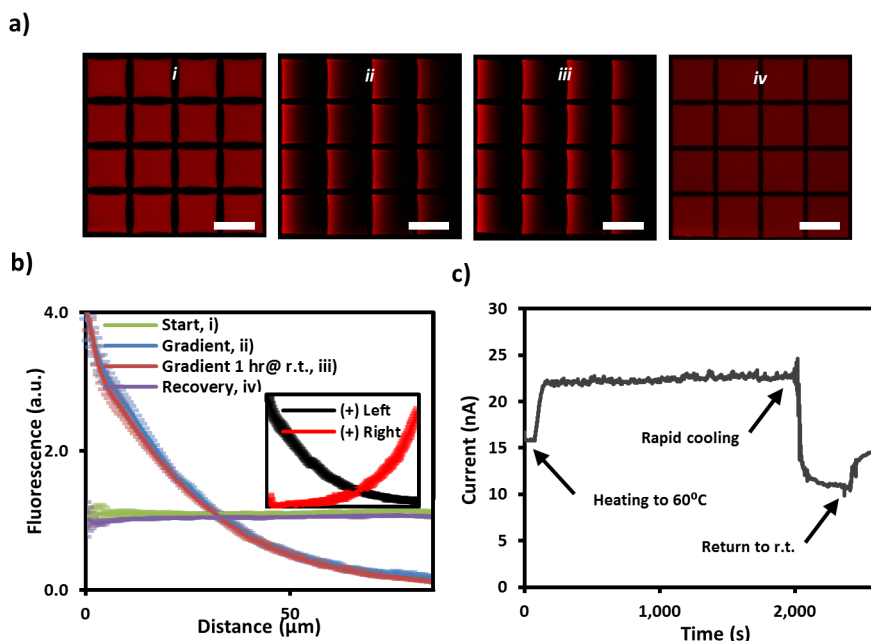 a)
i
ii
iii
iv
b)
4.0
2.0
0.0
Fluorescence (a.u.)
Start, i)
Gradient, ii)
Gradient 1 hr@ r.t., iii)
Recovery, iv)
(+) Left
(+) Right
0
50
Distance (µm)
c)
30
25
20
15
10
5
0
Current (nA)
Rapid cooling
Heating to 60⁰C
Return to r.t.
0
1,000
2,000
Time (s)